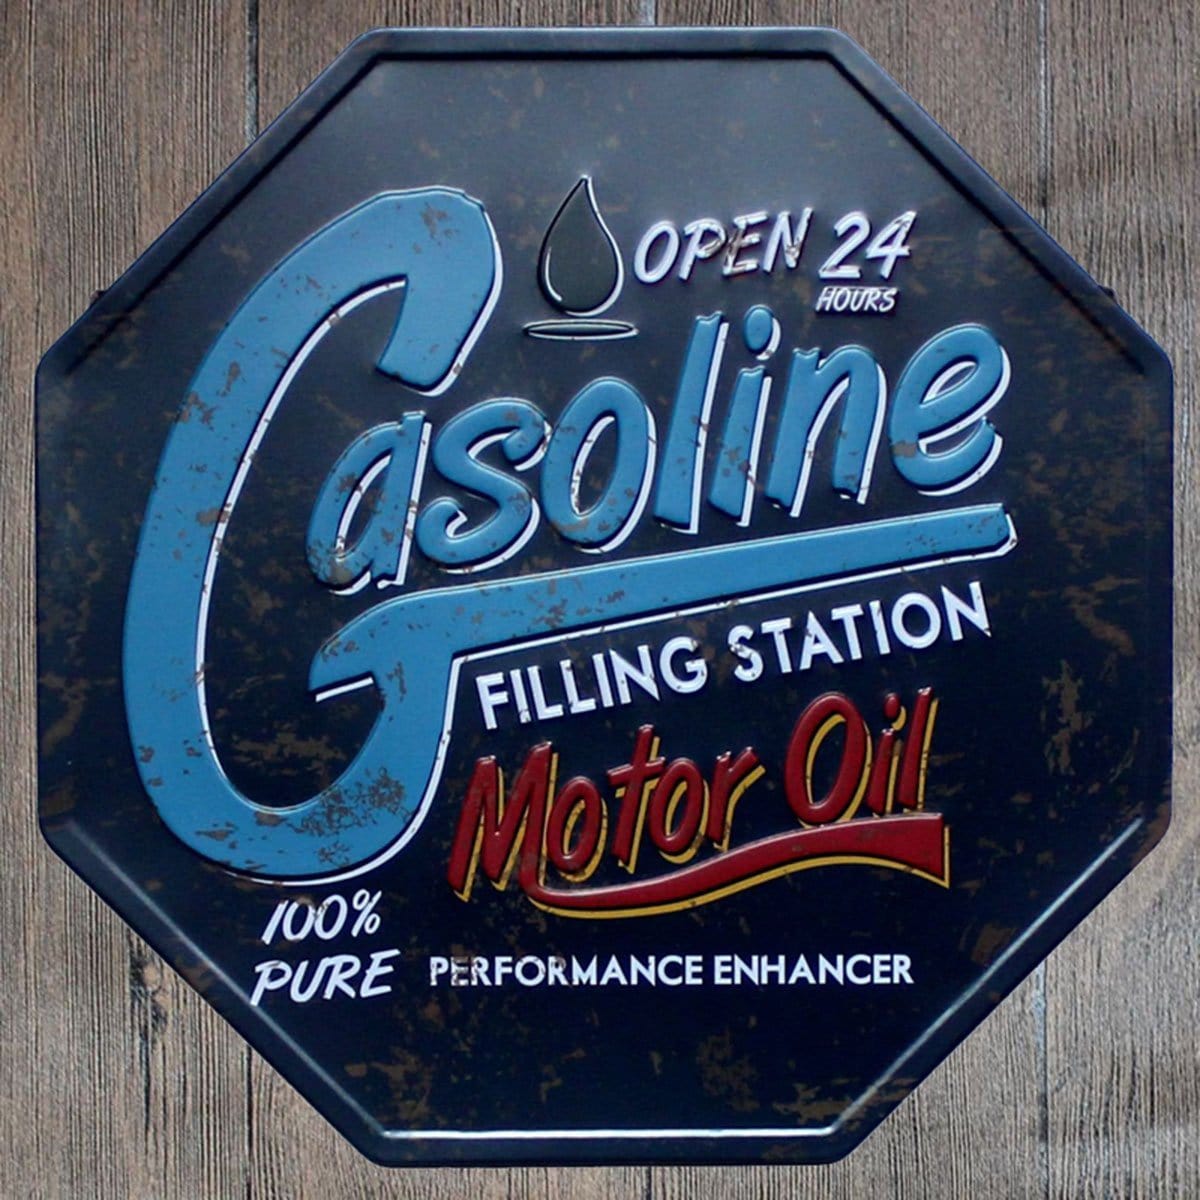 OPEN 24
HOURS
Gasoline
FILLING STATION
Motor Oil
100%
PURE
PERFORMANCE ENHANCER